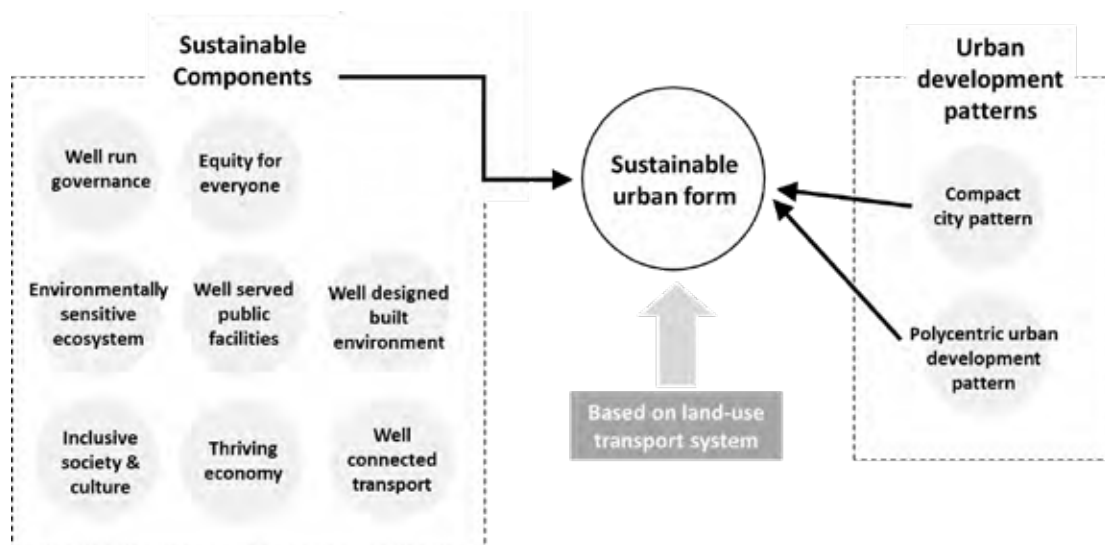 Sustainable
Components
Well run
governance
Equity for
everyone
Environmentally
sensitive
ecosystem
Well served
public
facilities
Well designed
built
environment
Inclusive
society &
culture
Thriving
economy
Well
connected
transport
Sustainable
urban form
Based on land-use
transport system
Urban
development
patterns
Compact
city pattern
Polycentric urban
development
pattern